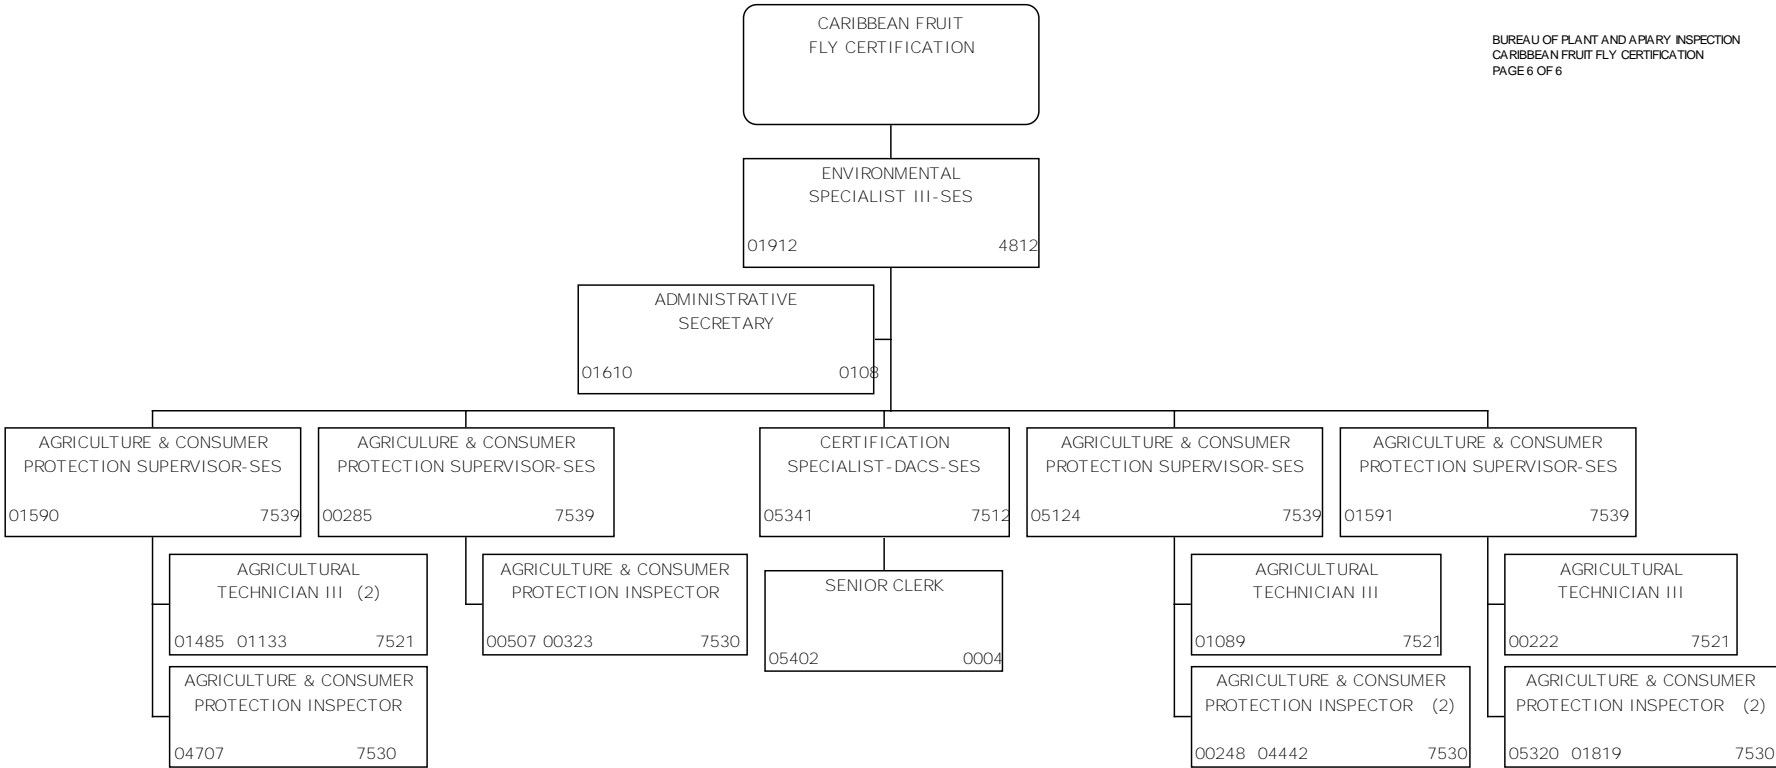 CARIBBEAN FRUIT
FLY CERTIFICATION
BUREAU OF PLANT AND APIARY INSPECTION
CARIBBEAN FRUIT FLY CERTIFICATION
PAGE 6 OF 6
ENVIRONMENTAL
SPECIALIST III-SES
01912 4812
ADMINISTRATIVE
SECRETARY
01610 0108
AGRICULTURE & CONSUMER
PROTECTION SUPERVISOR-SES
01590 7539
AGRICULURE & CONSUMER
PROTECTION SUPERVISOR-SES
00285 7539
CERTIFICATION
SPECIALIST-DACS-SES
05341 7512
AGRICULTURE & CONSUMER
PROTECTION SUPERVISOR-SES
05124 7539
AGRICULTURE & CONSUMER
PROTECTION SUPERVISOR-SES
01591 7539
AGRICULTURAL
TECHNICIAN III (2)
01485 01133 7521
AGRICULTURE & CONSUMER
PROTECTION INSPECTOR
04707 7530
AGRICULTURE & CONSUMER
PROTECTION INSPECTOR
00507 00323 7530
SENIOR CLERK
05402 0004
AGRICULTURAL
TECHNICIAN III
01089 7521
AGRICULTURE & CONSUMER
PROTECTION INSPECTOR (2)
00248 04442 7530
AGRICULTURAL
TECHNICIAN III
00222 7521
AGRICULTURE & CONSUMER
PROTECTION INSPECTOR (2)
05320 01819 7530